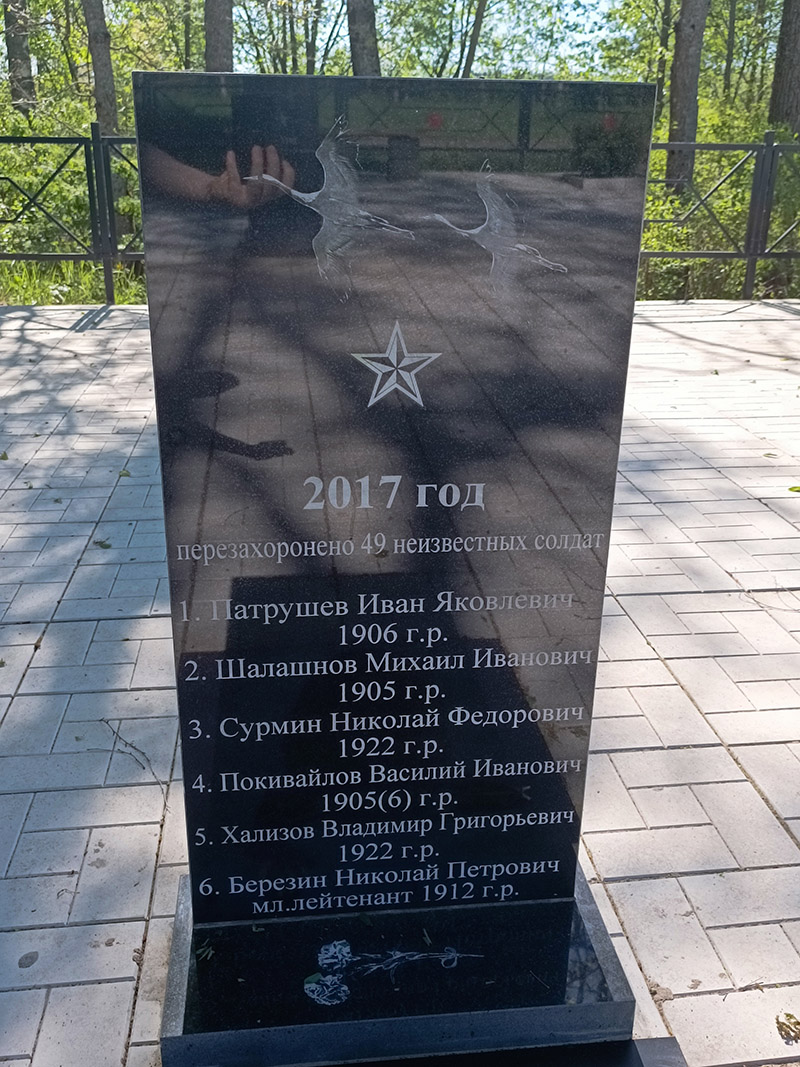 2017 год
перезахоронено 49 неизвестных солдат
1. Патрушев Иван Яковлевич
1906 г.р.
2. Шалашнов Михаил Иванович
1905 г.р.
3. Сурмин Николай Федорович
1922 г.р.
4. Покивайлов Василий Иванович
1905(6) г.р.
5. Хализов Владимир Григорьевич
1922 г.р.
6. Березин Николай Петрович
мл.лейтенант 1912 г.р.